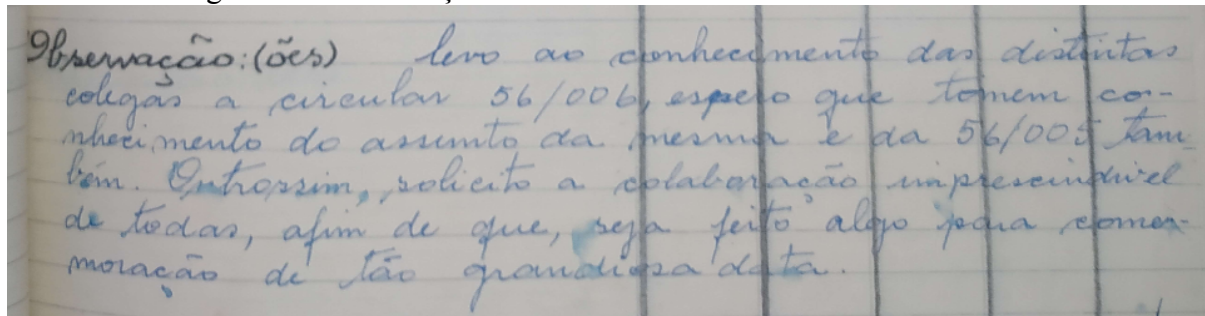 Observação: (ões) levo ao conhecimento das distintas
colegas a circular 56/006, espero que tomem co-
nhecimento do assunto da mesma e da 56/005 tam
bém. Outrossim, solicito a colaboração imprescindível
de todas, afim de que, seja feito algo para comem-
moração de tão grandiosa data.